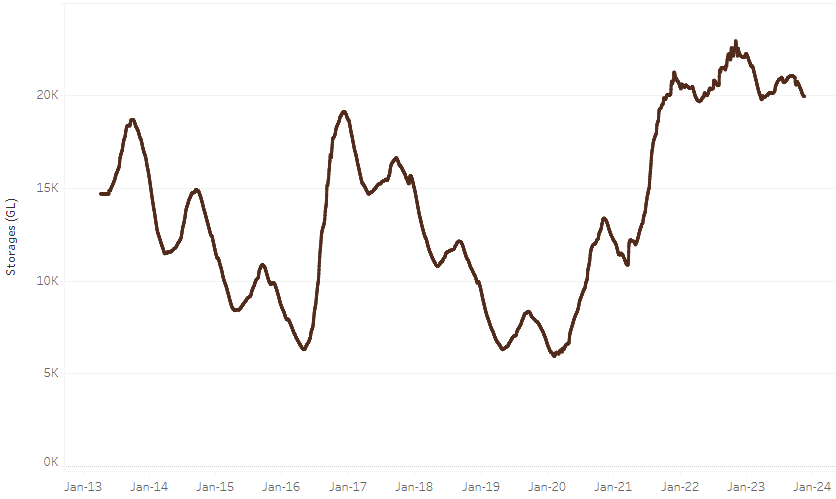 Storages (GL)
20K
15K
10K
5K
0K
Jan-13 Jan-14 Jan-15 Jan-16 Jan-17 Jan-18 Jan-19 Jan-20 Jan-21 Jan-22 Jan-23 Jan-24